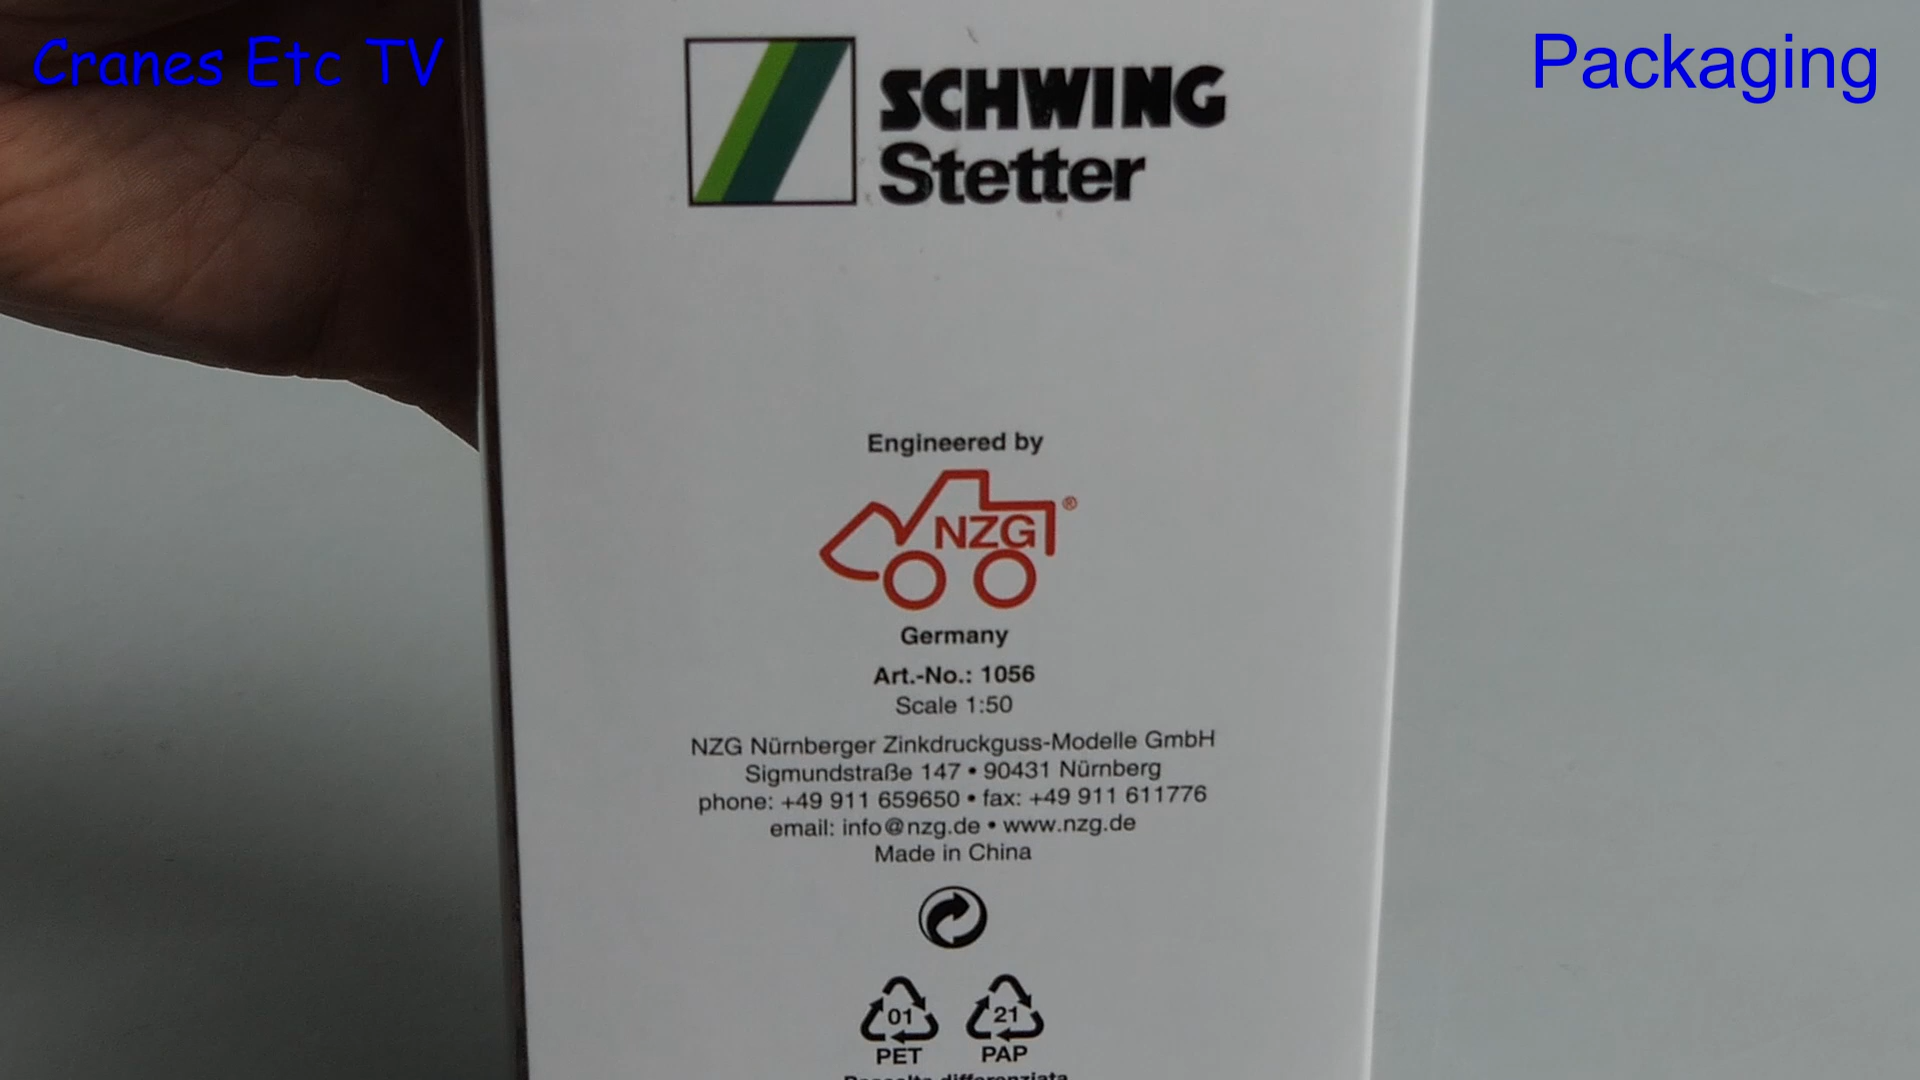 Cranes Etc TV
Packaging
SCHWING
Stetter
Engineered by
NZG®
Germany
Art.-No.: 1056
Scale 1:50
NZG Nürnberger Zinkdruckguss-Modelle GmbH
Sigmundstraße 147 • 90431 Nürnberg
phone: +49 911 659650 • fax: +49 911 611776
email: info@nzg.de • www.nzg.de
Made in China
01 21
PET PAP